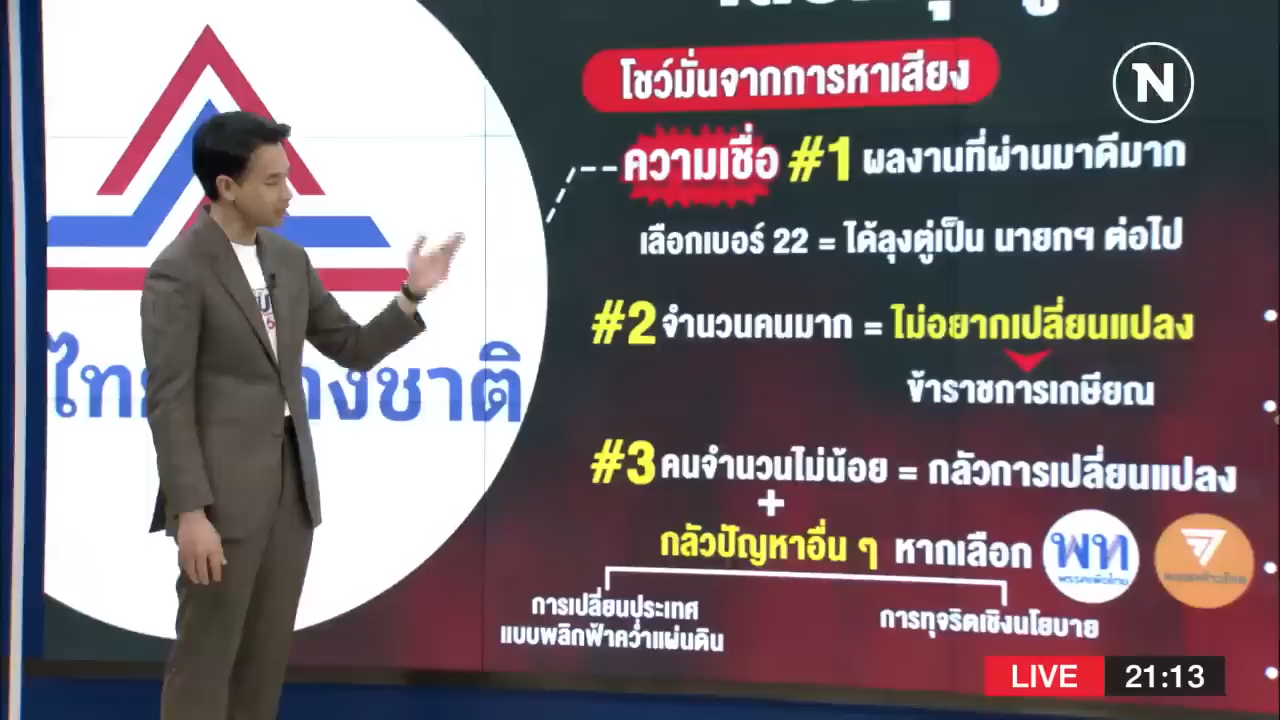 โชว์มั่นจากการหาเสียง
N
ความเชื่อ #1 ผลงานที่ผ่านมาดีมาก
เลือกเบอร์ 22 = ได้ลุงตู่เป็น นายกฯ ต่อไป
#2 จำนวนคนมาก = ไม่อยากเปลี่ยนแปลง
ข้าราชการเกษียณ
#3 คนจำนวนไม่น้อย = กลัวการเปลี่ยนแปลง
+
กลัวปัญหาอื่น ๆ หากเลือก
พท
พรรคเพื่อไทย
การเปลี่ยนประเทศ
แบบพลิกฟ้าคว่ำแผ่นดิน
การทุจริตเชิงนโยบาย
LIVE 21:13